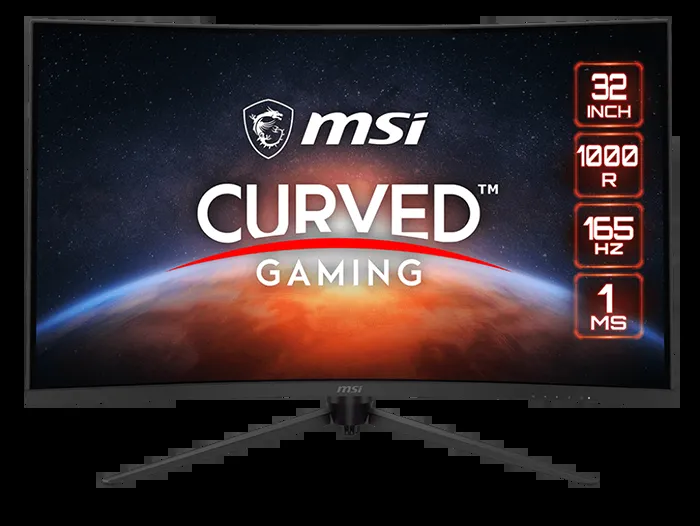 msi
CURVED™
GAMING
32
INCH
1000
R
165
HZ
1
MS
msi